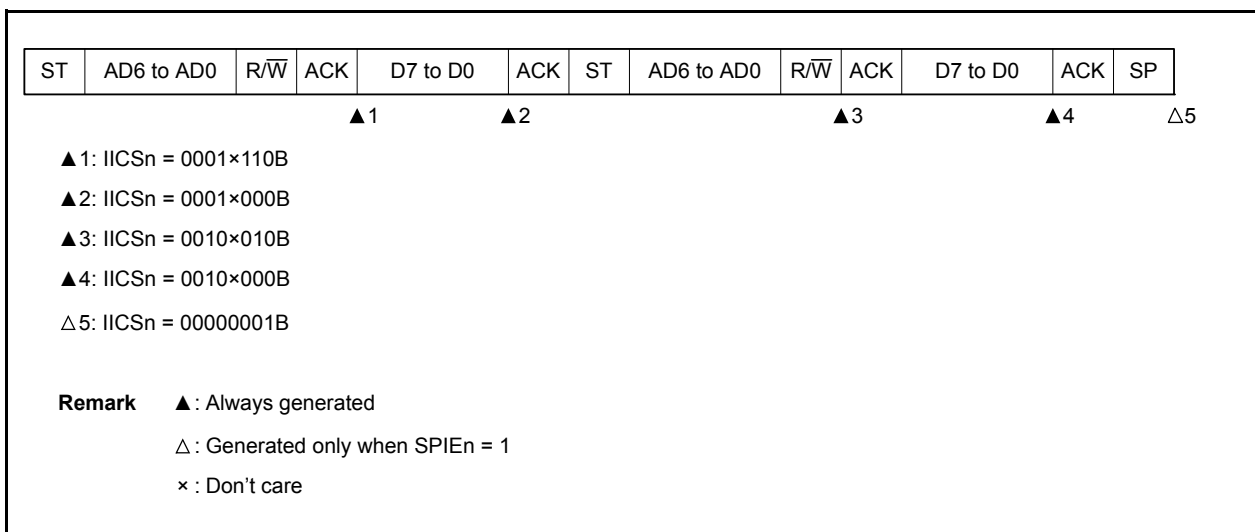 ST AD6 to AD0 R/W̅ ACK D7 to D0 ACK ST AD6 to AD0 R/W̅ ACK D7 to D0 ACK SP
▲1 ▲2 ▲3 ▲4 △5
▲1: IICSn = 0001×110B
▲2: IICSn = 0001×000B
▲3: IICSn = 0010×010B
▲4: IICSn = 0010×000B
△5: IICSn = 00000001B
Remark ▲: Always generated
△: Generated only when SPIEn = 1
×: Don’t care